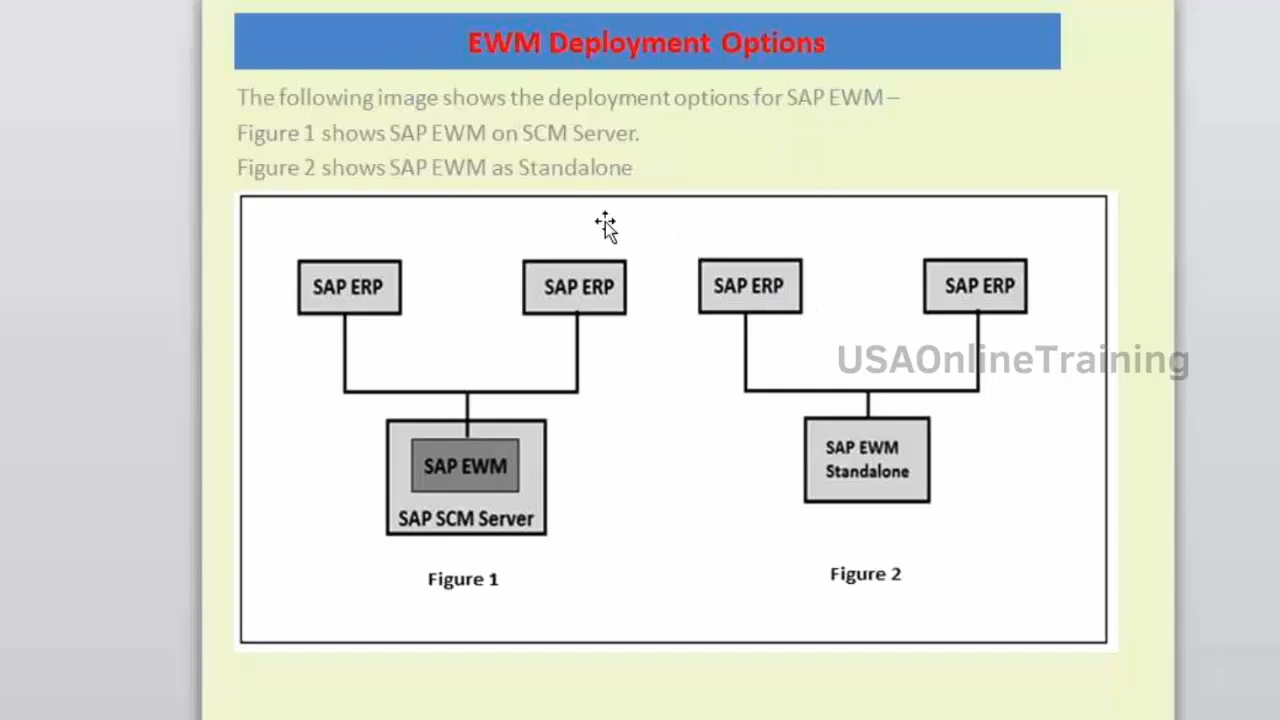 EWM Deployment Options
The following image shows the deployment options for SAP EWM –
Figure 1 shows SAP EWM on SCM Server.
Figure 2 shows SAP EWM as Standalone
SAP ERP
SAP ERP
SAP EWM
SAP SCM Server
Figure 1
SAP ERP
SAP ERP
USAOnlineTraining
SAP EWM
Standalone
Figure 2